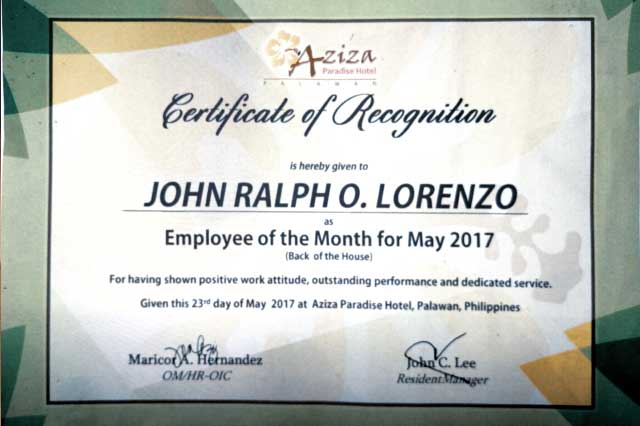 Aziza
Paradise Hotel
PALAWAN
Certificate of Recognition
is hereby given to
JOHN RALPH O. LORENZO
as
Employee of the Month for May 2017
(Back of the House)
For having shown positive work attitude, outstanding performance and dedicated service.
Given this 23rd day of May 2017 at Aziza Paradise Hotel, Palawan, Philippines
Maricor A. Hernandez
OM/HR-OIC
John C. Lee
Resident Manager